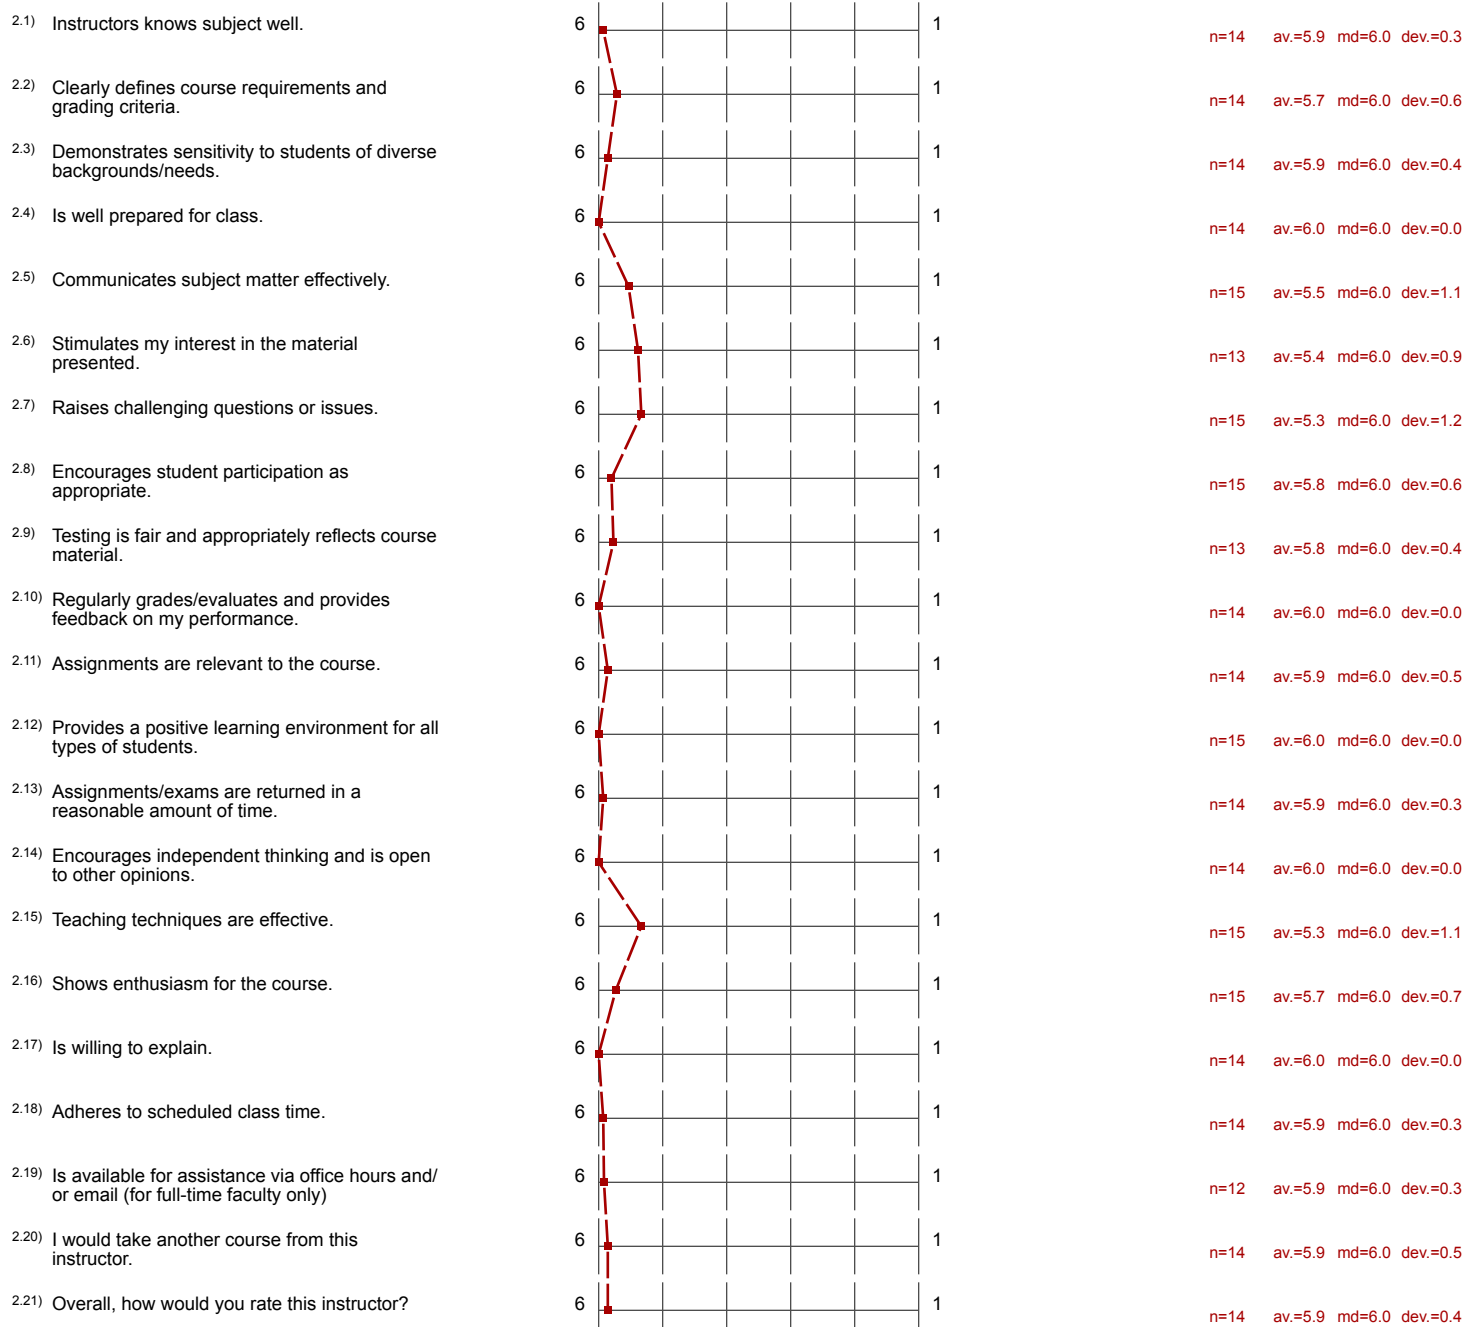 2.1) Instructors knows subject well. 6 1 n=14 av.=5.9 md=6.0 dev.=0.3
2.2) Clearly defines course requirements and
grading criteria. 6 1 n=14 av.=5.7 md=6.0 dev.=0.6
2.3) Demonstrates sensitivity to students of diverse
backgrounds/needs. 6 1 n=14 av.=5.9 md=6.0 dev.=0.4
2.4) Is well prepared for class. 6 1 n=14 av.=6.0 md=6.0 dev.=0.0
2.5) Communicates subject matter effectively. 6 1 n=15 av.=5.5 md=6.0 dev.=1.1
2.6) Stimulates my interest in the material
presented. 6 1 n=13 av.=5.4 md=6.0 dev.=0.9
2.7) Raises challenging questions or issues. 6 1 n=15 av.=5.3 md=6.0 dev.=1.2
2.8) Encourages student participation as
appropriate. 6 1 n=15 av.=5.8 md=6.0 dev.=0.6
2.9) Testing is fair and appropriately reflects course
material. 6 1 n=13 av.=5.8 md=6.0 dev.=0.4
2.10) Regularly grades/evaluates and provides
feedback on my performance. 6 1 n=14 av.=6.0 md=6.0 dev.=0.0
2.11) Assignments are relevant to the course. 6 1 n=14 av.=5.9 md=6.0 dev.=0.5
2.12) Provides a positive learning environment for all
types of students. 6 1 n=15 av.=6.0 md=6.0 dev.=0.0
2.13) Assignments/exams are returned in a
reasonable amount of time. 6 1 n=14 av.=5.9 md=6.0 dev.=0.3
2.14) Encourages independent thinking and is open
to other opinions. 6 1 n=14 av.=6.0 md=6.0 dev.=0.0
2.15) Teaching techniques are effective. 6 1 n=15 av.=5.3 md=6.0 dev.=1.1
2.16) Shows enthusiasm for the course. 6 1 n=15 av.=5.7 md=6.0 dev.=0.7
2.17) Is willing to explain. 6 1 n=14 av.=6.0 md=6.0 dev.=0.0
2.18) Adheres to scheduled class time. 6 1 n=14 av.=5.9 md=6.0 dev.=0.3
2.19) Is available for assistance via office hours and/
or email (for full-time faculty only) 6 1 n=12 av.=5.9 md=6.0 dev.=0.3
2.20) I would take another course from this
instructor. 6 1 n=14 av.=5.9 md=6.0 dev.=0.5
2.21) Overall, how would you rate this instructor? 6 1 n=14 av.=5.9 md=6.0 dev.=0.4